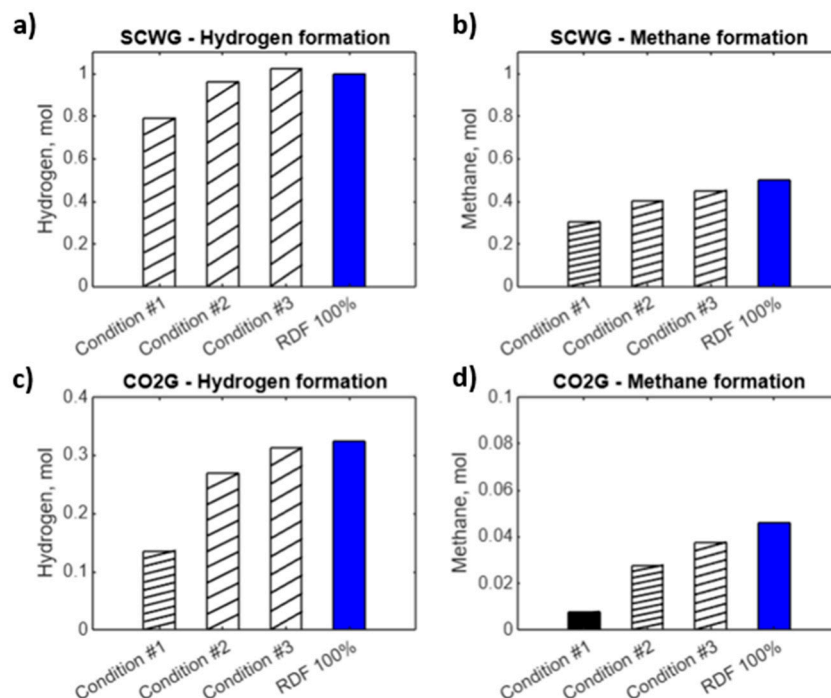 a)
SCWG - Hydrogen formation
Hydrogen, mol
1
0.8
0.6
0.4
0.2
0
Condition #1
Condition #2
Condition #3
RDF 100%
b)
SCWG - Methane formation
Methane, mol
1
0.8
0.6
0.4
0.2
0
Condition #1
Condition #2
Condition #3
RDF 100%
c)
CO2G - Hydrogen formation
Hydrogen, mol
0.4
0.3
0.2
0.1
0
Condition #1
Condition #2
Condition #3
RDF 100%
d)
CO2G - Methane formation
Methane, mol
0.1
0.08
0.06
0.04
0.02
0
Condition #1
Condition #2
Condition #3
RDF 100%